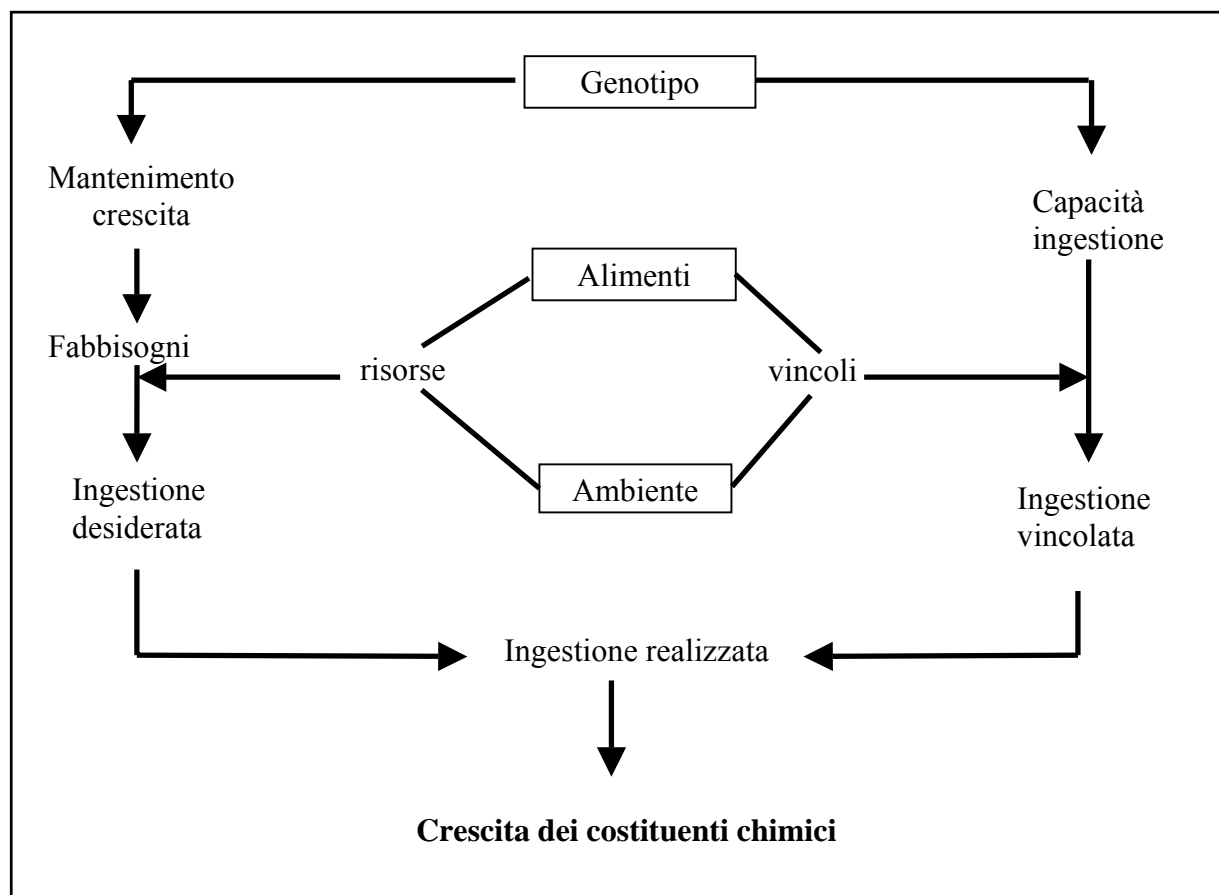 Genotipo
Mantenimento
crescita
Capacità
ingestione
Alimenti
Fabbisogni
risorse
vincoli
Ingestione
desiderata
Ambiente
Ingestione
vincolata
Ingestione realizzata
Crescita dei costituenti chimici